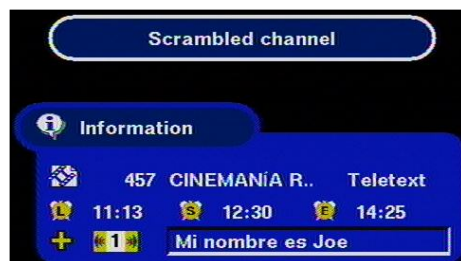 Scrambled channel
Information
457 CINEMANíA R.. Teletext
L 11:13 S 12:30 E 14:25
1 Mi nombre es Joe